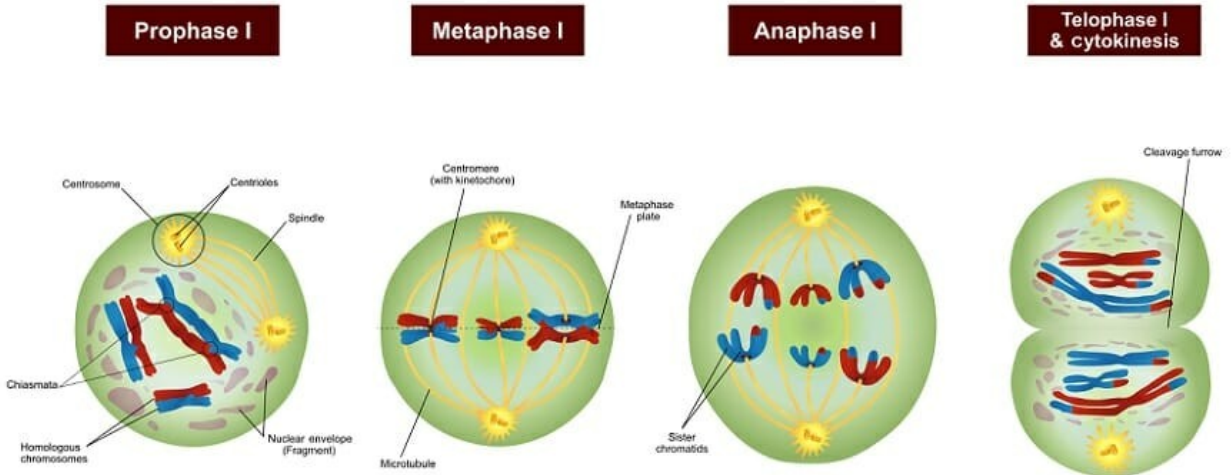 Prophase I
Metaphase I
Anaphase I
Telophase I
& cytokinesis
Cleavage furrow
Centrosome
Centrioles
Spindle
Centromere
(with kinetochore)
Metaphase
plate
Chiasmata
Homologous
chromosomes
Nuclear envelope
(Fragment)
Microtubule
Sister
chromatids